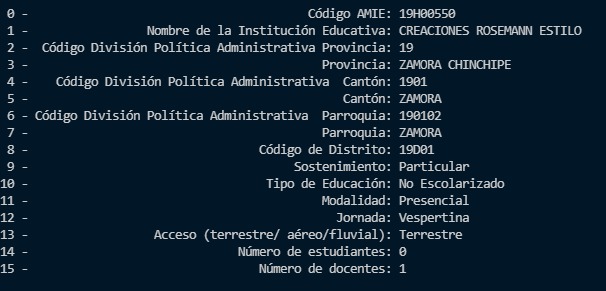 0 - Código AMIE: 19H00550
1 - Nombre de la Institución Educativa: CREACIONES ROSEMANN ESTILO
2 - Código División Política Administrativa Provincia: 19
3 - Provincia: ZAMORA CHINCHIPE
4 - Código División Política Administrativa  Cantón: 1901
5 - Cantón: ZAMORA
6 - Código División Política Administrativa  Parroquia: 190102
7 - Parroquia: ZAMORA
8 - Código de Distrito: 19D01
9 - Sostenimiento: Particular
10 - Tipo de Educación: No Escolarizado
11 - Modalidad: Presencial
12 - Jornada: Vespertina
13 - Acceso (terrestre/ aéreo/fluvial): Terrestre
14 - Número de estudiantes: 0
15 - Número de docentes: 1